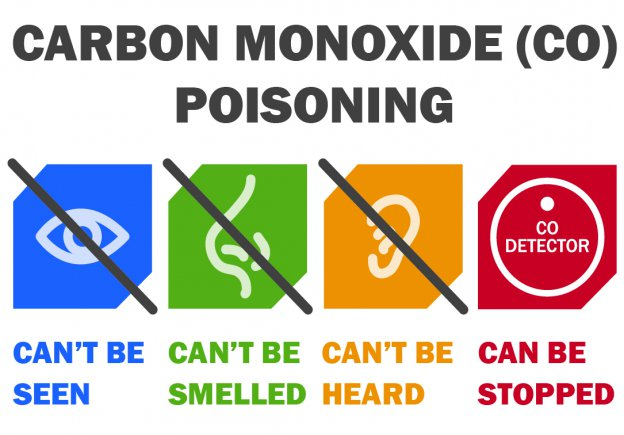 CARBON MONOXIDE (CO)
POISONING
CO
DETECTOR
CAN'T BE
SEEN
CAN'T BE
SMELLED
CAN'T BE
HEARD
CAN BE
STOPPED